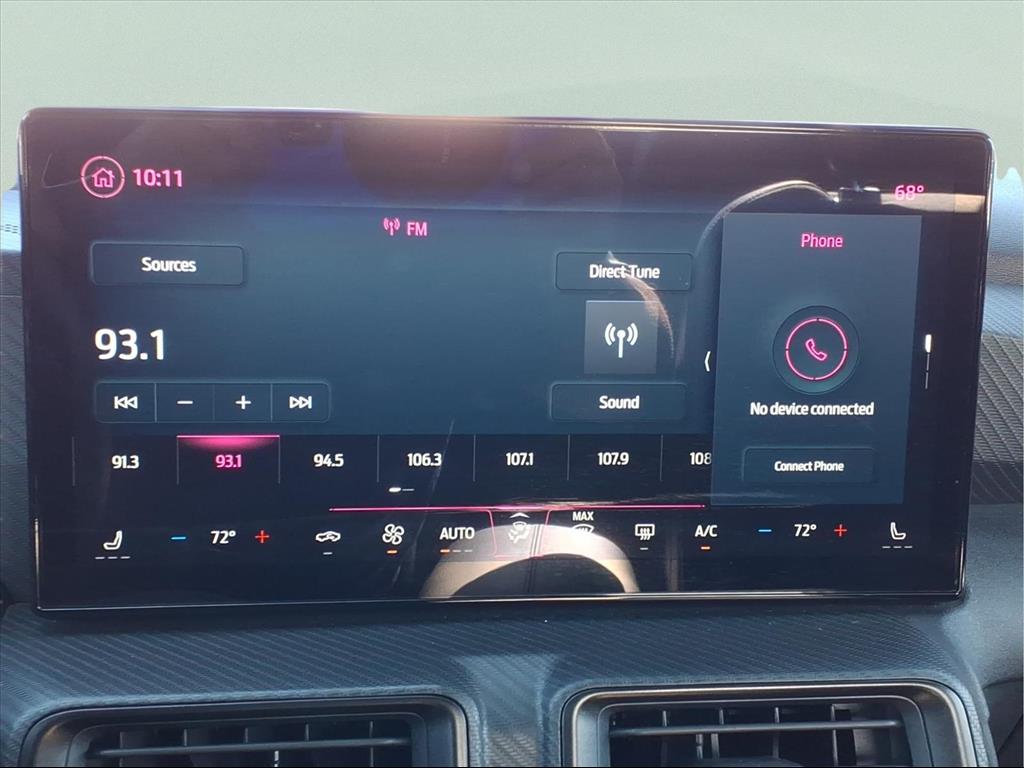 10:11
68°
FM
Phone
Sources
Direct Tune
93.1
No device connected
Sound
91.3 93.1 94.5 106.3 107.1 107.9 108
Connect Phone
MAX
72° AUTO A/C 72°